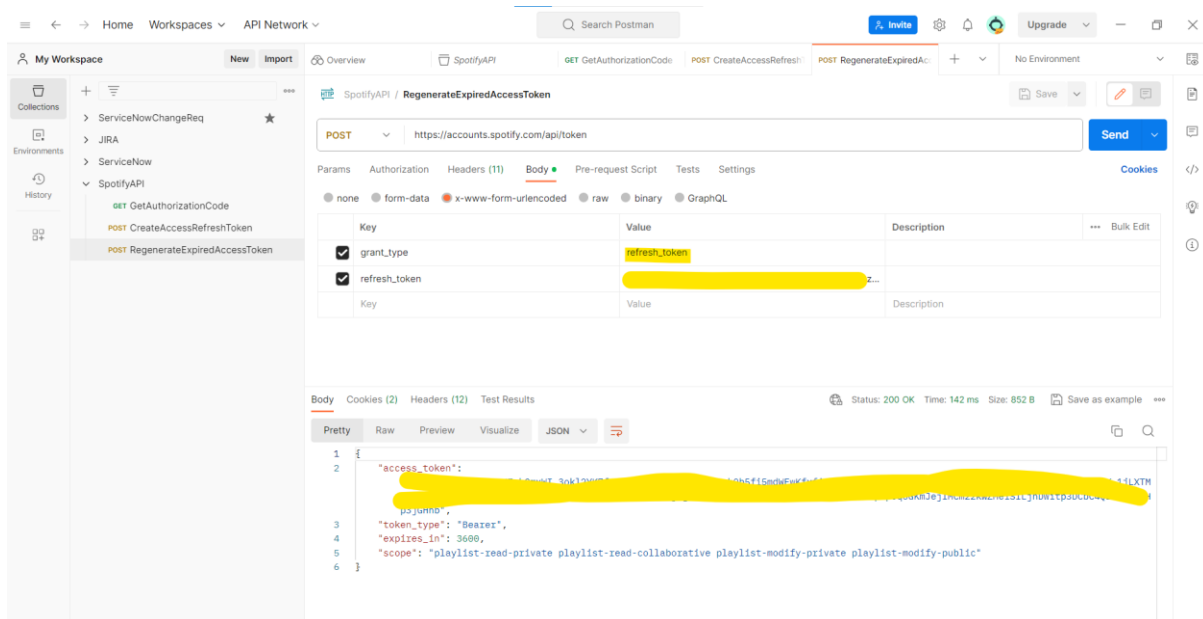 Home Workspaces API Network Search Postman Invite Upgrade
My Workspace New Import Overview SpotifyAPI GET GetAuthorizationCode POST CreateAccessRefreshT POST RegenerateExpiredAcc No Environment
Collections
Environments
History
ServiceNowChangeReq
JIRA
ServiceNow
SpotifyAPI
GET GetAuthorizationCode
POST CreateAccessRefreshToken
POST RegenerateExpiredAccessToken
HTTP SpotifyAPI / RegenerateExpiredAccessToken Save
POST https://accounts.spotify.com/api/token Send
Params Authorization Headers (11) Body Pre-request Script Tests Settings Cookies
none form-data x-www-form-urlencoded raw binary GraphQL
Key Value Description Bulk Edit
grant_type refresh_token
refresh_token z...
Key Value Description
Body Cookies (2) Headers (12) Test Results Status: 200 OK Time: 142 ms Size: 852 B Save as example
Pretty Raw Preview Visualize JSON
1 {
2 "access_token":
3 "token_type": "Bearer",
4 "expires_in": 3600,
5 "scope": "playlist-read-private playlist-read-collaborative playlist-modify-private playlist-modify-public"
6 }